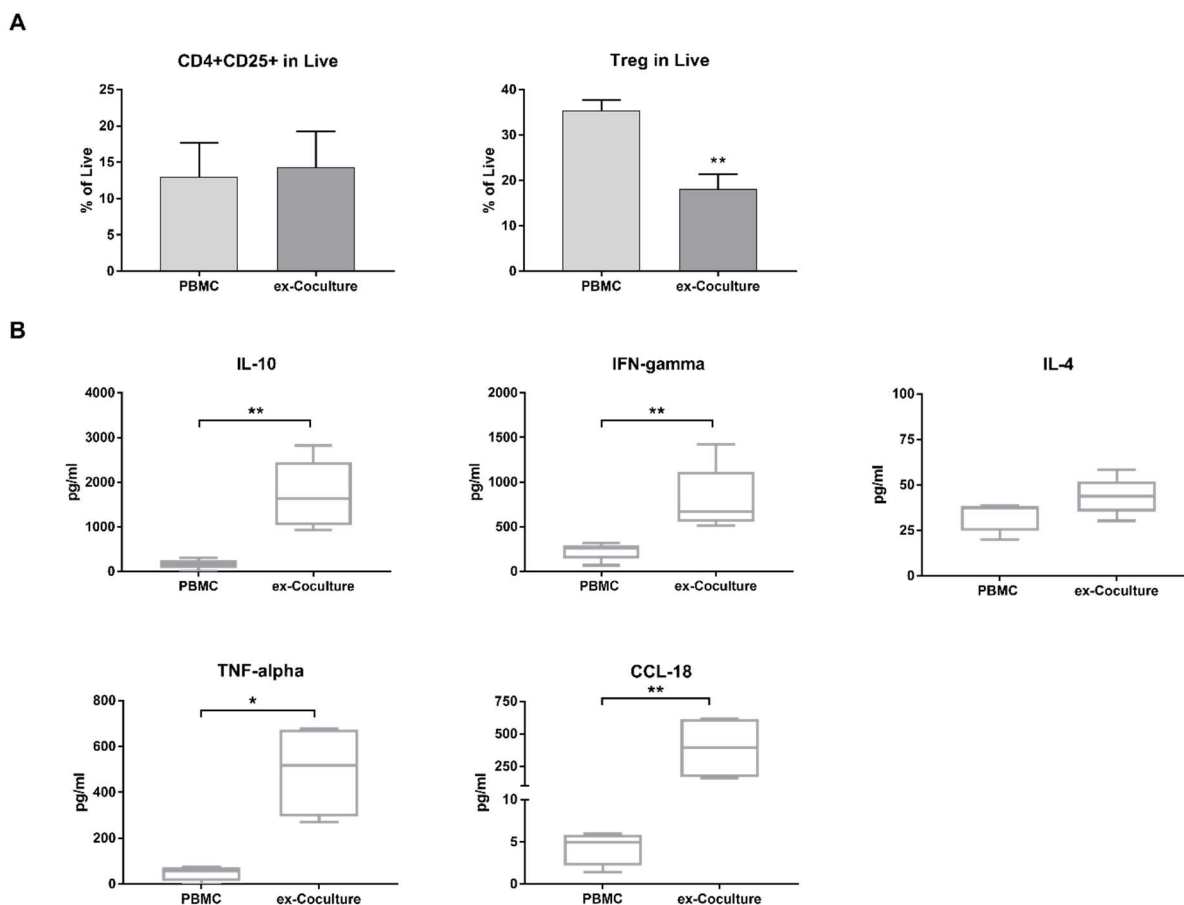 A
CD4+CD25+ in Live
Treg in Live
25
20
15
10
5
0
% of Live
PBMC
ex-Coculture
40
30
20
10
0
% of Live
**
PBMC
ex-Coculture
B
IL-10
IFN-gamma
IL-4
4000
3000
2000
1000
0
pg/ml
**
PBMC
ex-Coculture
2000
1500
1000
500
0
pg/ml
**
PBMC
ex-Coculture
100
75
50
25
0
pg/ml
PBMC
ex-Coculture
TNF-alpha
CCL-18
800
600
400
200
0
pg/ml
*
PBMC
ex-Coculture
750
500
250
10
5
0
pg/ml
**
PBMC
ex-Coculture